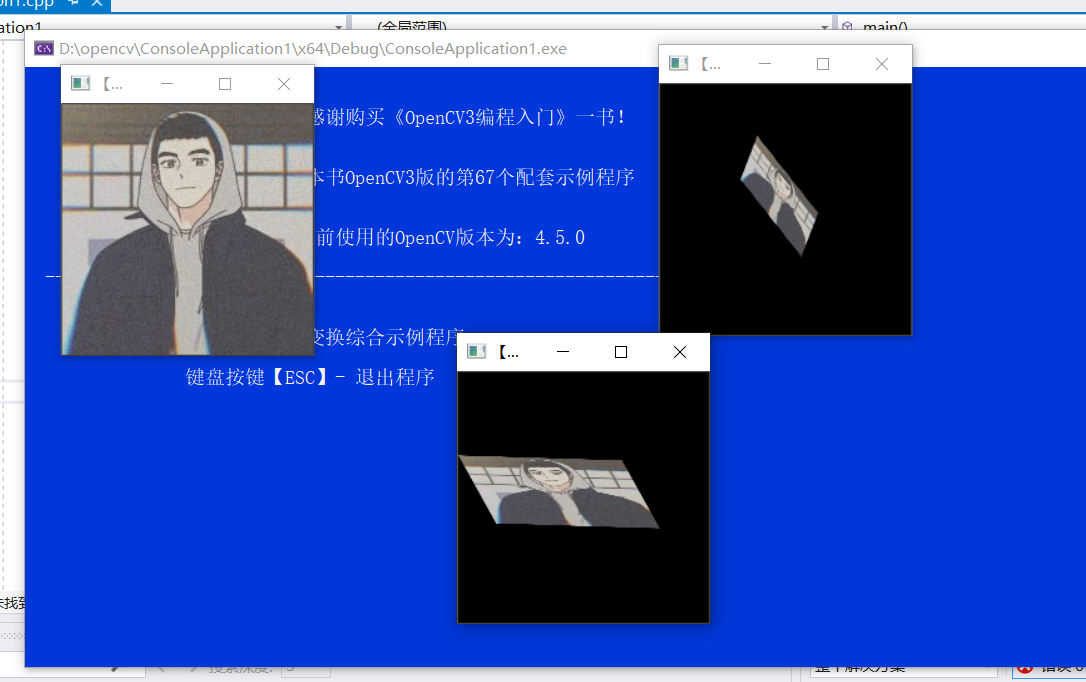 (全局范围)
main()
D:\opencv\ConsoleApplication1\x64\Debug\ConsoleApplication1.exe
【...
【...
感谢购买《OpenCV3编程入门》一书!
本书OpenCV3版的第67个配套示例程序
前使用的OpenCV版本为: 4.5.0
变换综合示例程序
【...
键盘按键【ESC】- 退出程序
未找到
搜索深度:
整个解决方案
错误